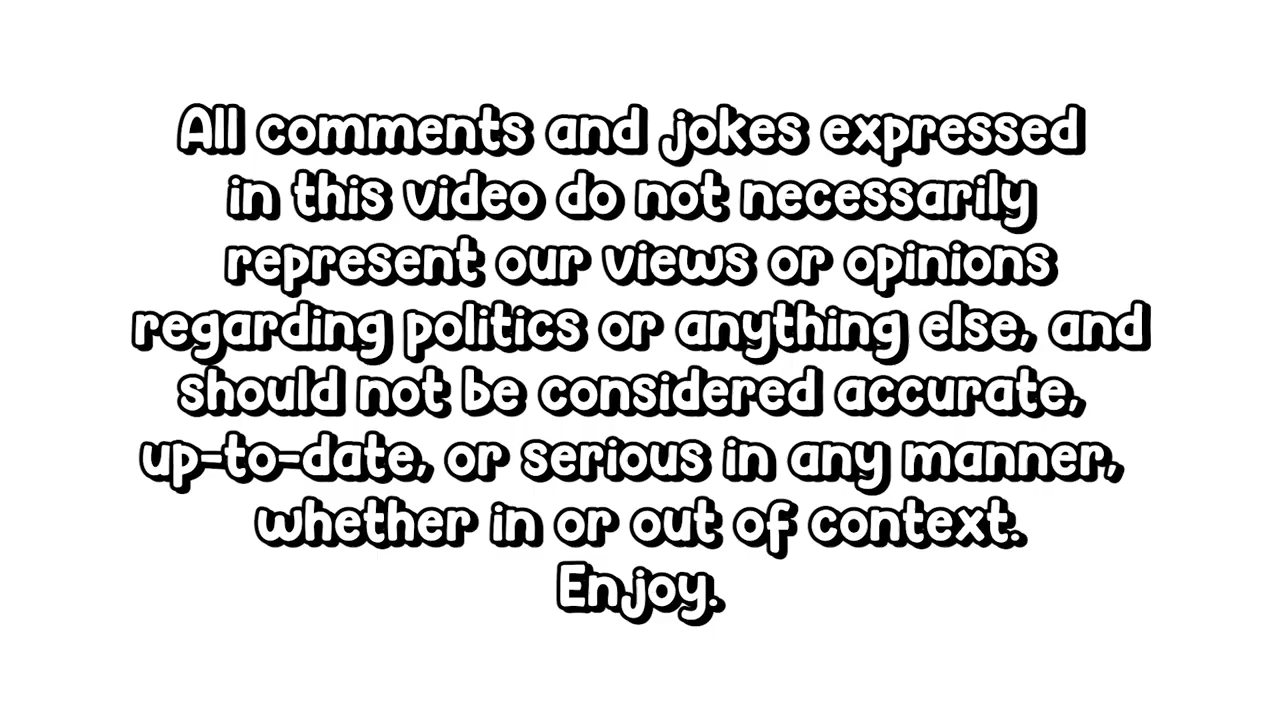 All comments and jokes expressed
in this video do not necessarily
represent our views or opinions
regarding politics or anything else, and
should not be considered accurate,
up-to-date, or serious in any manner,
whether in or out of context.
Enjoy.